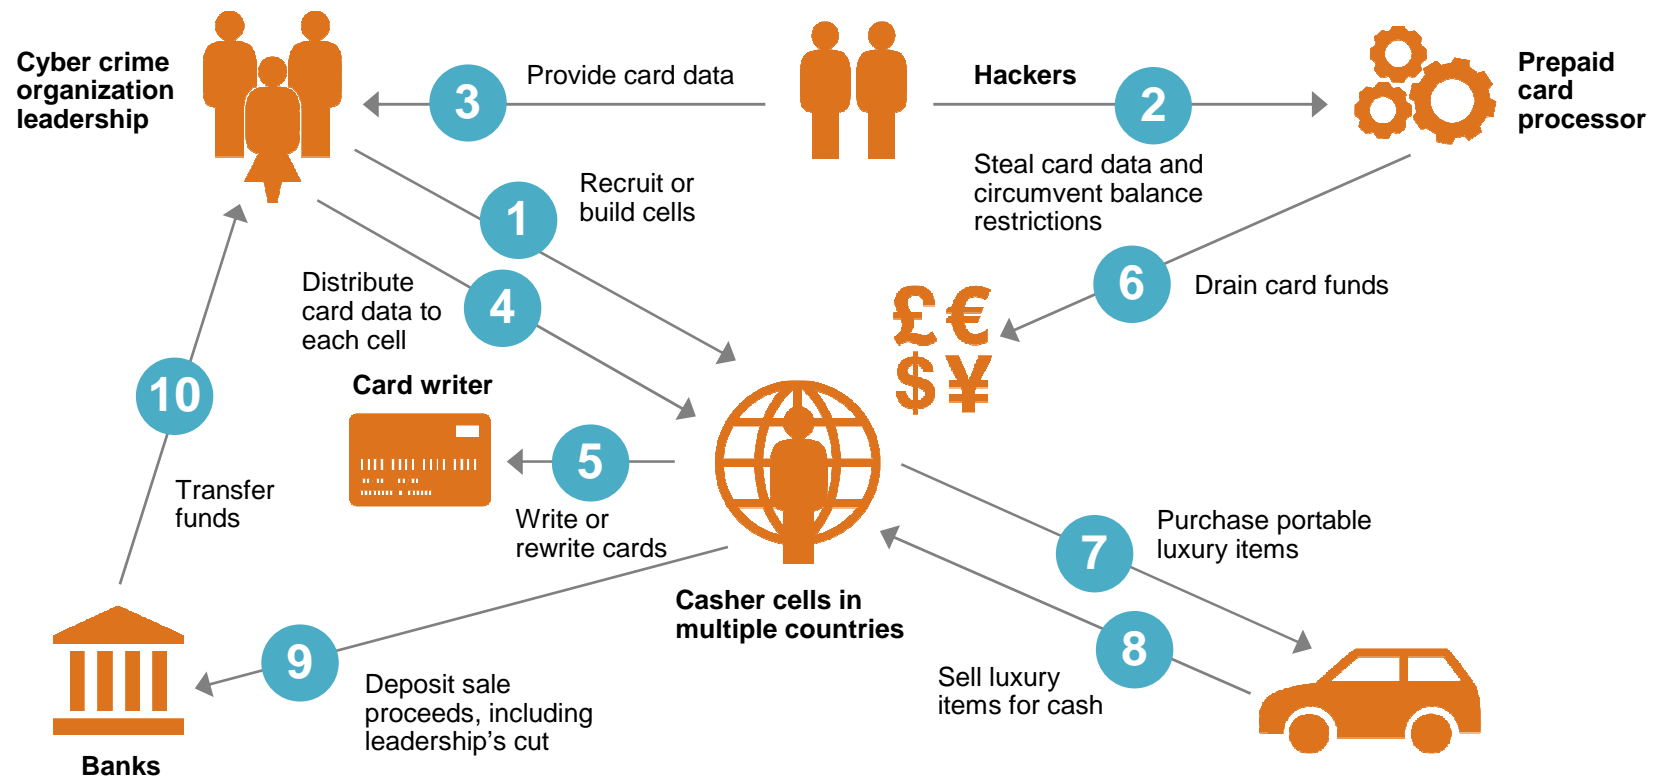 Cyber crime
organization
leadership
3
Provide card data
Hackers
2
Prepaid
card
processor
Steal card data and
circumvent balance
restrictions
1
Recruit or
build cells
Distribute
card data to
each cell
4
6
Drain card funds
£€
$¥
10
Transfer
funds
Card writer
5
Write or
rewrite cards
Casher cells in
multiple countries
7
Purchase portable
luxury items
8
Sell luxury
items for cash
9
Deposit sale
proceeds, including
leadership’s cut
Banks